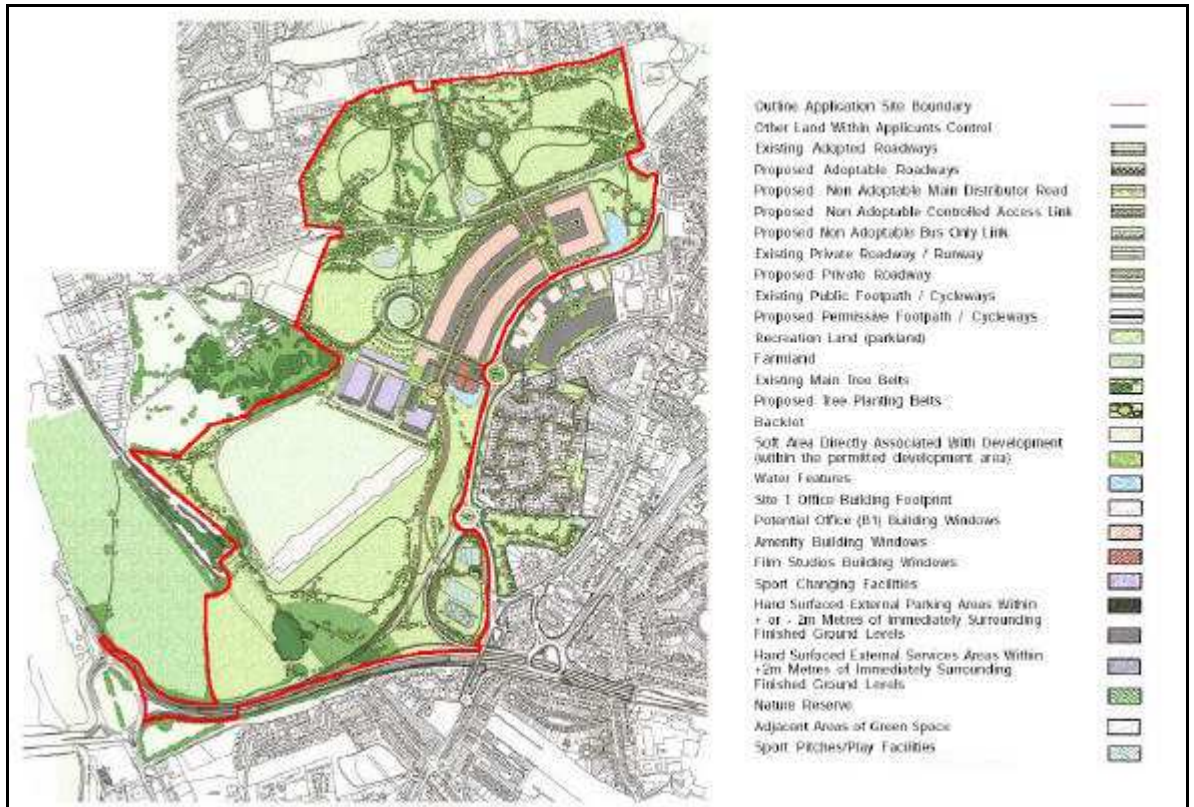 Outline Application Site Boundary
Other Land Within Applicants Control
Existing Adopted Roadways
Proposed Adoptable Roadways
Proposed Non Adoptable Main Distributor Road
Proposed Non Adoptable Controlled Access Link
Proposed Non Adoptable Bus Only Link
Existing Private Roadway / Runway
Proposed Private Roadway
Existing Public Footpath / Cycleways
Proposed Permissive Footpath / Cycleways
Recreation Land (parkland)
Farmland
Existing Main Tree Belts
Proposed Tree Planting Belts
Backlot
Soft Area Directly Associated With Development
(within the permitted development area)
Water Features
Site 1 Office Building Footprint
Potential Office (B1) Building Windows
Amenity Building Windows
Film Studios Building Windows
Sport Changing Facilities
Hard Surfaced External Parking Areas Within
+ or - 2m Metres of Immediately Surrounding
Finished Ground Levels
Hard Surfaced External Services Areas Within
+2m Metres of Immediately Surrounding
Finished Ground Levels
Nature Reserve
Adjacent Areas of Green Space
Sport Pitches/Play Facilities